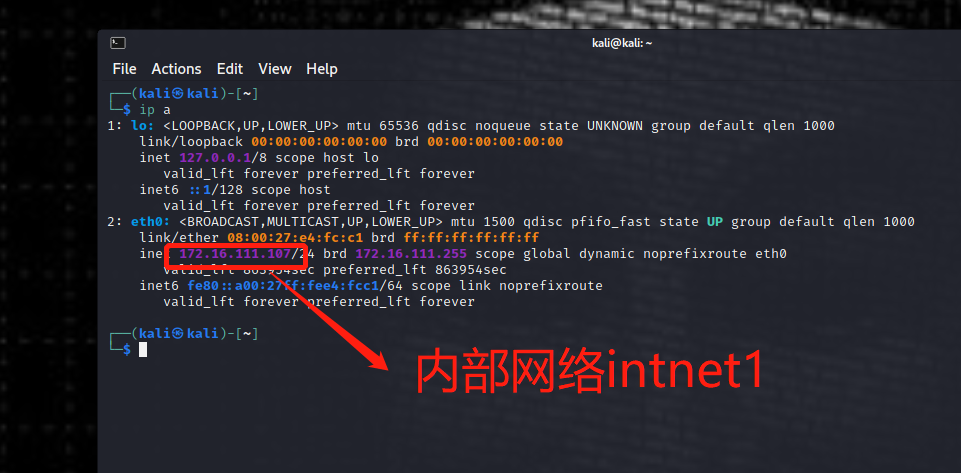 kali@kali: ~
File Actions Edit View Help
┌──(kali㉿kali)-[~]
└─$ ip a
1: lo: <LOOPBACK,UP,LOWER_UP> mtu 65536 qdisc noqueue state UNKNOWN group default qlen 1000
link/loopback 00:00:00:00:00:00 brd 00:00:00:00:00:00
inet 127.0.0.1/8 scope host lo
valid_lft forever preferred_lft forever
inet6 ::1/128 scope host
valid_lft forever preferred_lft forever
2: eth0: <BROADCAST,MULTICAST,UP,LOWER_UP> mtu 1500 qdisc pfifo_fast state UP group default qlen 1000
link/ether 08:00:27:e4:fc:c1 brd ff:ff:ff:ff:ff:ff
inet 172.16.111.107/24 brd 172.16.111.255 scope global dynamic noprefixroute eth0
valid_lft 863954sec preferred_lft 863954sec
inet6 fe80::a00:27ff:fee4:fcc1/64 scope link noprefixroute
valid_lft forever preferred_lft forever
┌──(kali㉿kali)-[~]
└─$
内部网络intnet1